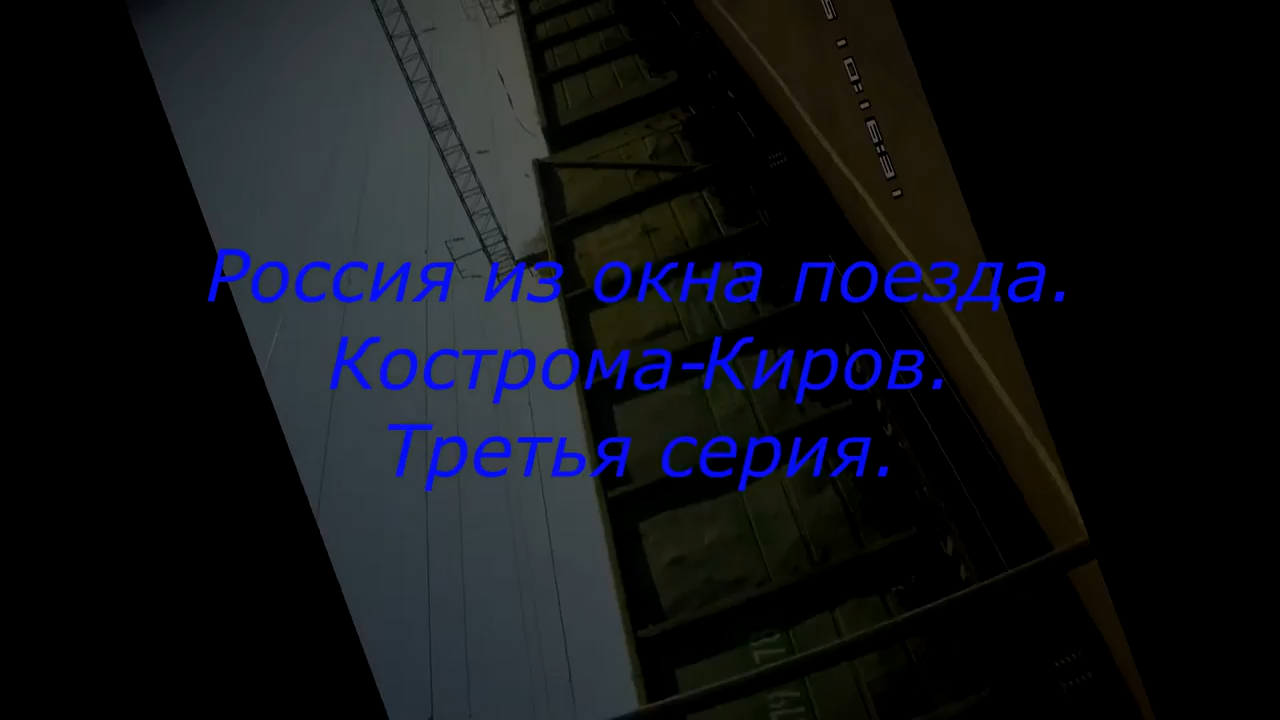 Россия из окна поезда.
Кострома-Киров.
Третья серия.